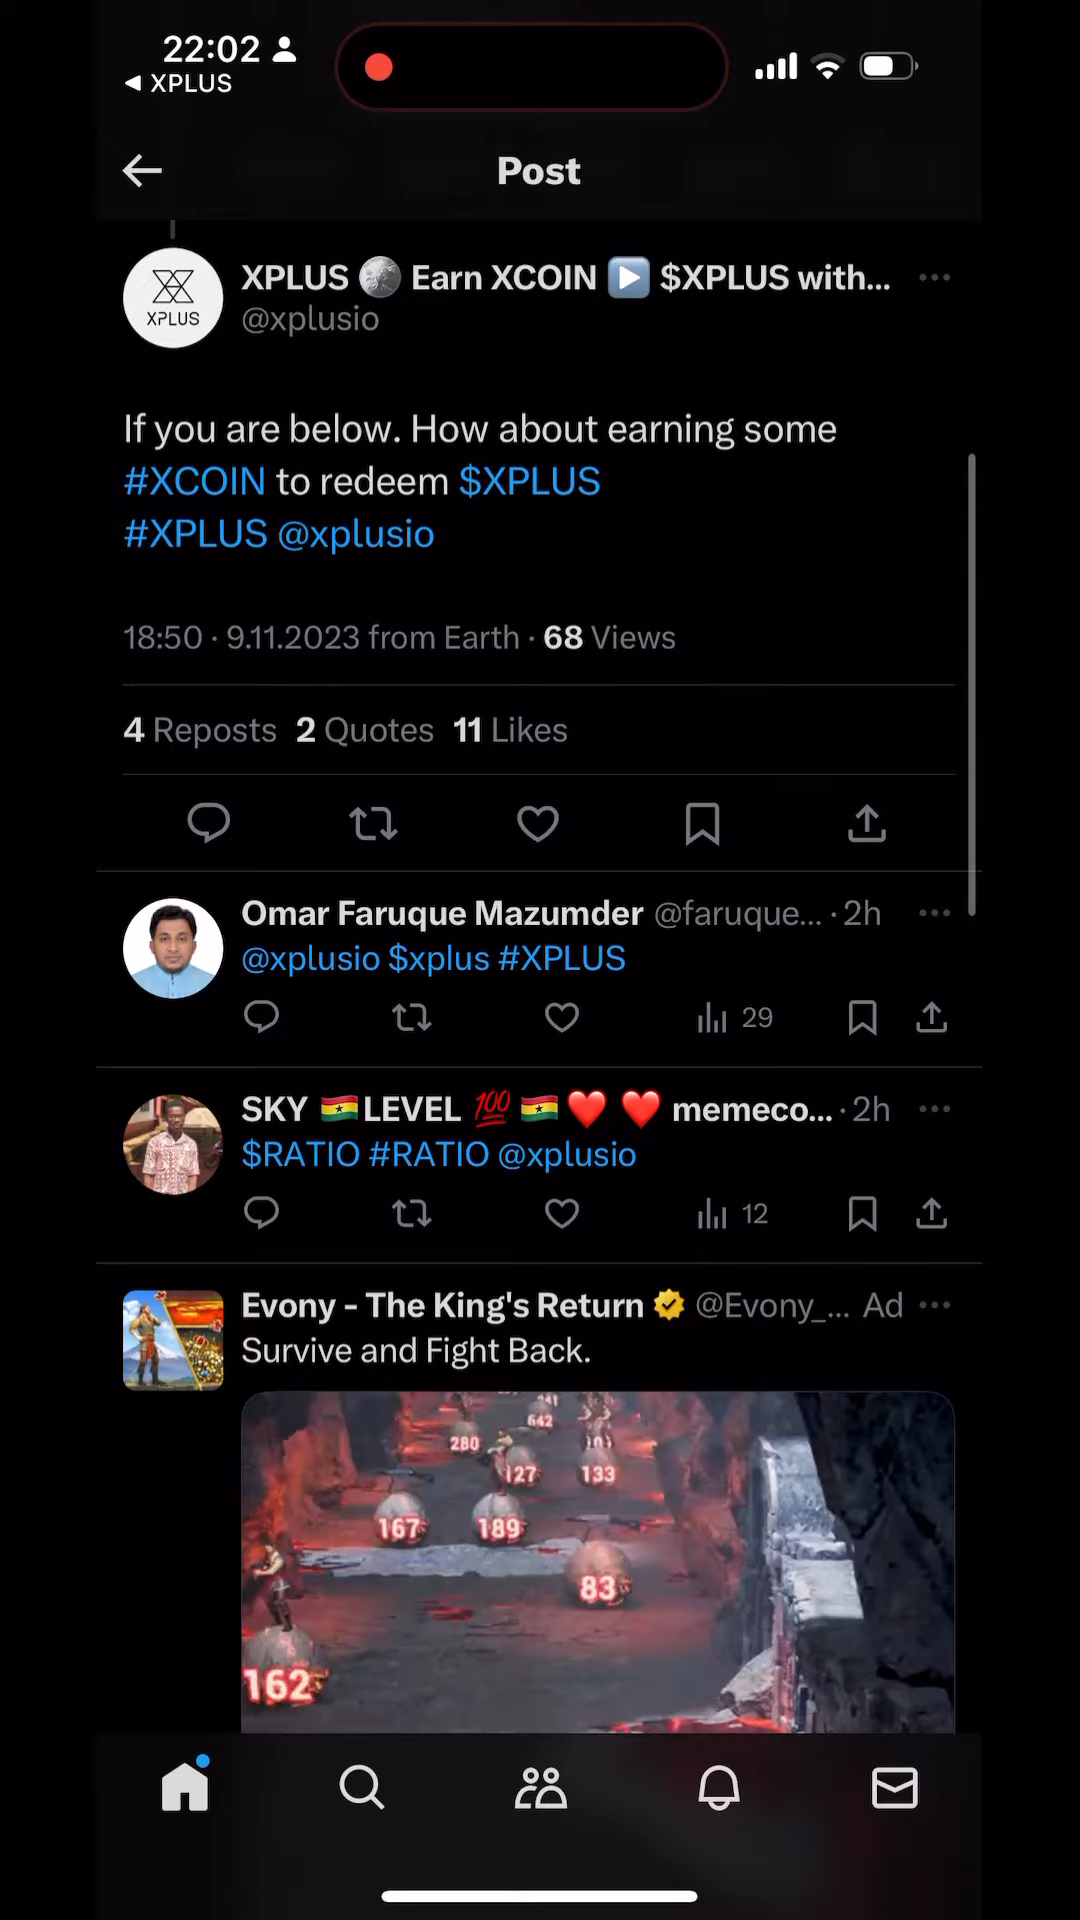 22:02
◀ XPLUS
Post
XPLUS Earn XCOIN ▶ $XPLUS with...
@xplusio
XPLUS
If you are below. How about earning some
#XCOIN to redeem $XPLUS
#XPLUS @xplusio
18:50 · 9.11.2023 from Earth · 68 Views
4 Reposts 2 Quotes 11 Likes
Omar Faruque Mazumder @faruque... · 2h
@xplusio $xplus #XPLUS
29
SKY 🇬🇭LEVEL 💯🇬🇭❤️ ❤️ memeco... · 2h
$RATIO #RATIO @xplusio
12
Evony - The King's Return @Evony_... Ad
Survive and Fight Back.
642
280
127 133
167 189
83
162